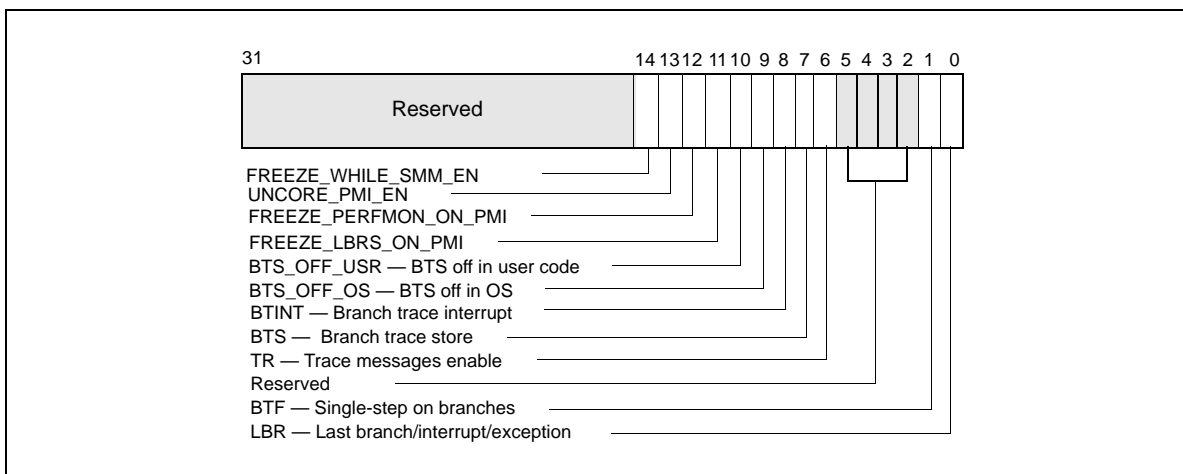 31 14 13 12 11 10 9 8 7 6 5 4 3 2 1 0
Reserved
FREEZE_WHILE_SMM_EN
UNCORE_PMI_EN
FREEZE_PERFMON_ON_PMI
FREEZE_LBRS_ON_PMI
BTS_OFF_USR — BTS off in user code
BTS_OFF_OS — BTS off in OS
BTINT — Branch trace interrupt
BTS — Branch trace store
TR — Trace messages enable
Reserved
BTF — Single-step on branches
LBR — Last branch/interrupt/exception